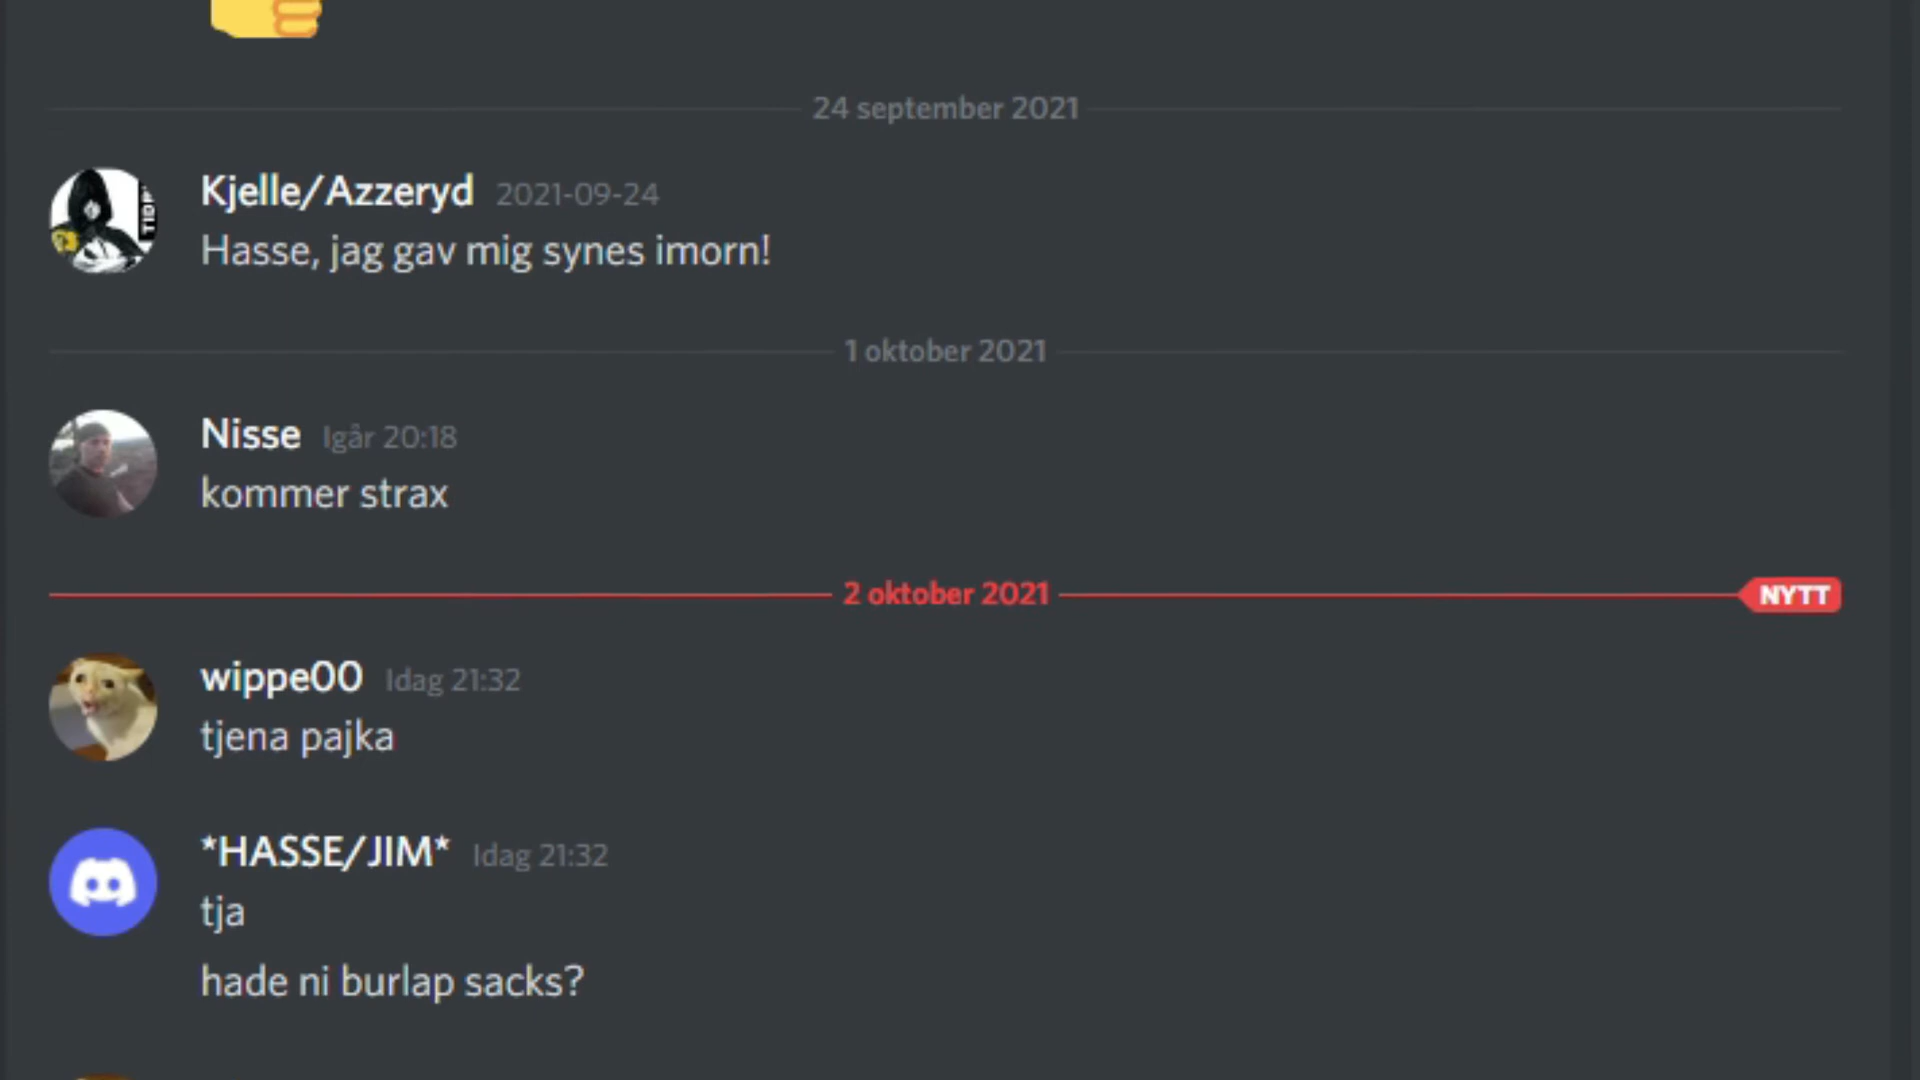 24 september 2021
Kjelle/Azzeryd 2021-09-24
Hasse, jag gav mig synes imorn!
1 oktober 2021
Nisse Igår 20:18
kommer strax
2 oktober 2021 NYTT
wippe00 Idag 21:32
tjena pajka
*HASSE/JIM* Idag 21:32
tja
hade ni burlap sacks?